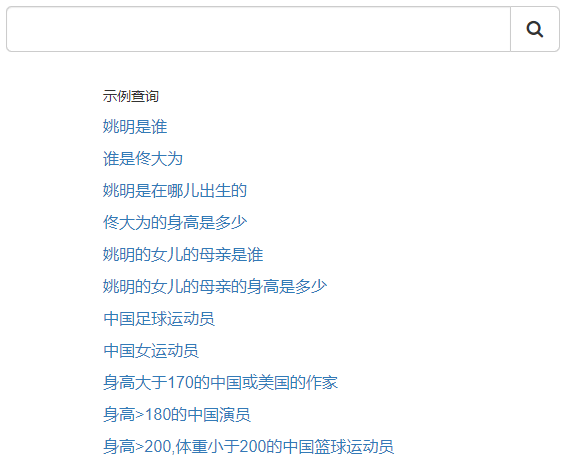 示例查询
姚明是谁
谁是佟大为
姚明是在哪儿出生的
佟大为的身高是多少
姚明的女儿的母亲是谁
姚明的女儿的母亲的身高是多少
中国足球运动员
中国女运动员
身高大于170的中国或美国的作家
身高>180的中国演员
身高>200,体重小于200的中国篮球运动员